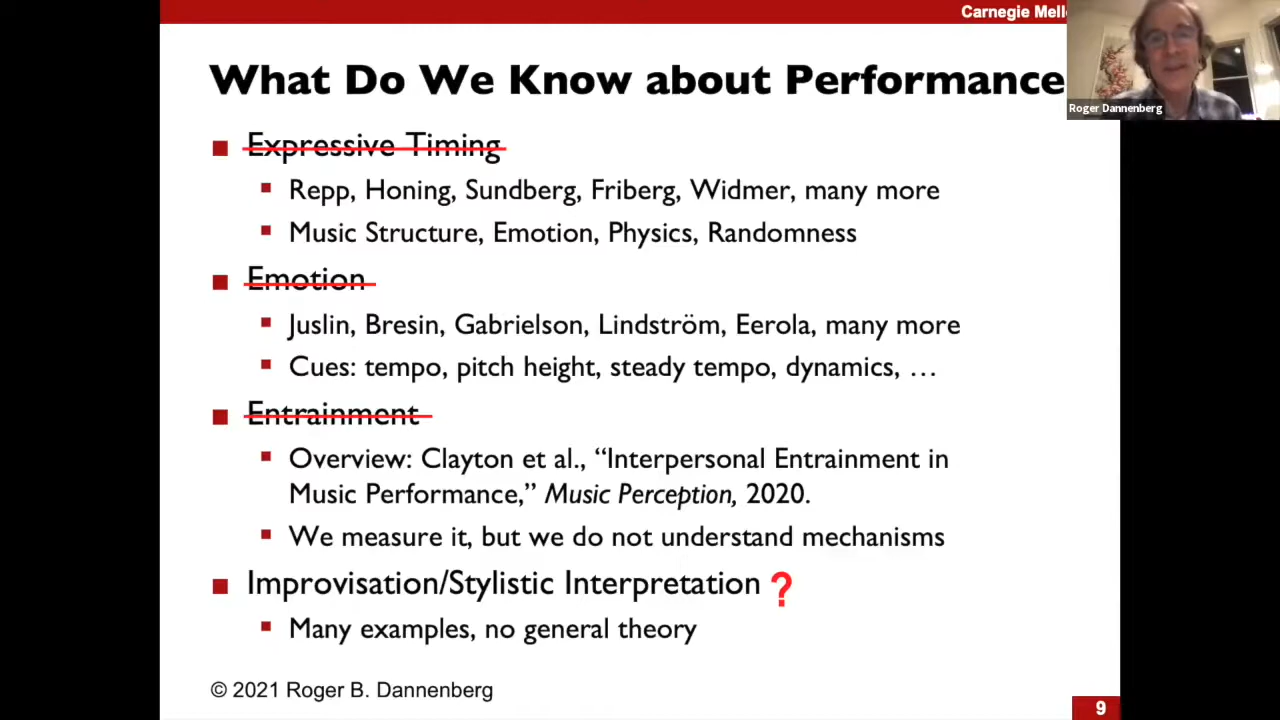 Carnegie Mell
What Do We Know about Performance
Roger Dannenberg
Expressive Timing
Repp, Honing, Sundberg, Friberg, Widmer, many more
Music Structure, Emotion, Physics, Randomness
Emotion
Juslin, Bresin, Gabrielson, Lindström, Eerola, many more
Cues: tempo, pitch height, steady tempo, dynamics, …
Entrainment
Overview: Clayton et al., “Interpersonal Entrainment in
Music Performance,” Music Perception, 2020.
We measure it, but we do not understand mechanisms
Improvisation/Stylistic Interpretation ?
Many examples, no general theory
© 2021 Roger B. Dannenberg
9